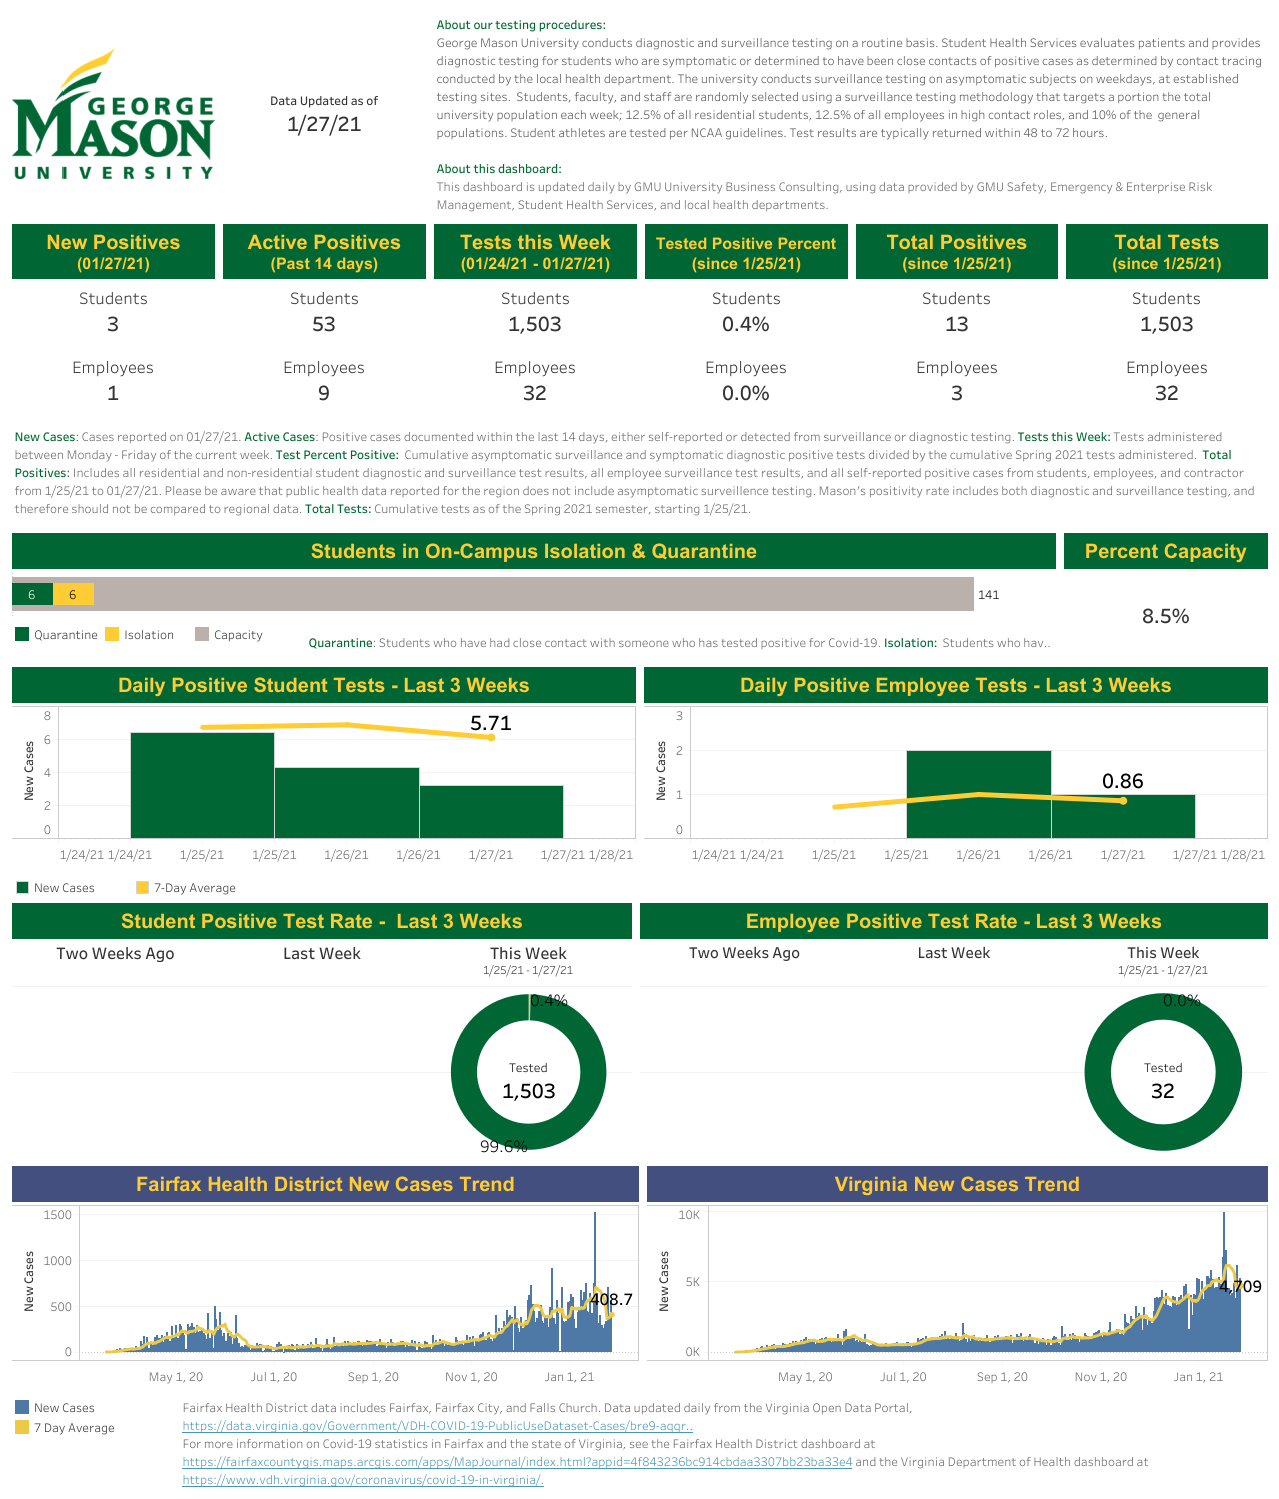 About our testing procedures:
George Mason University conducts diagnostic and surveillance testing on a routine basis. Student Health Services evaluates patients and provides
diagnostic testing for students who are symptomatic or determined to have been close contacts of positive cases as determined by contact tracing
conducted by the local health department. The university conducts surveillance testing on asymptomatic subjects on weekdays, at established
testing sites. Students, faculty, and staff are randomly selected using a surveillance testing methodology that targets a portion the total
university population each week; 12.5% of all residential students, 12.5% of all employees in high contact roles, and 10% of the general
populations. Student athletes are tested per NCAA guidelines. Test results are typically returned within 48 to 72 hours.
GEORGE
MASON
UNIVERSITY
Data Updated as of
1/27/21
About this dashboard:
This dashboard is updated daily by GMU University Business Consulting, using data provided by GMU Safety, Emergency & Enterprise Risk
Management, Student Health Services, and local health departments.
New Positives Active Positives Tests this Week Tested Positive Percent Total Positives Total Tests
(01/27/21) (Past 14 days) (01/24/21 - 01/27/21) (since 1/25/21) (since 1/25/21) (since 1/25/21)
Students Students Students Students Students Students
3 53 1,503 0.4% 13 1,503
Employees Employees Employees Employees Employees Employees
1 9 32 0.0% 3 32
New Cases: Cases reported on 01/27/21. Active Cases: Positive cases documented within the last 14 days, either self-reported or detected from surveillance or diagnostic testing. Tests this Week: Tests administered
between Monday - Friday of the current week. Test Percent Positive: Cumulative asymptomatic surveillance and symptomatic diagnostic positive tests divided by the cumulative Spring 2021 tests administered. Total
Positives: Includes all residential and non-residential student diagnostic and surveillance test results, all employee surveillance test results, and all self-reported positive cases from students, employees, and contractor
from 1/25/21 to 01/27/21. Please be aware that public health data reported for the region does not include asymptomatic surveillence testing. Mason's positivity rate includes both diagnostic and surveillance testing, and
therefore should not be compared to regional data. Total Tests: Cumulative tests as of the Spring 2021 semester, starting 1/25/21.
Students in On-Campus Isolation & Quarantine Percent Capacity
6 6 141
8.5%
Quarantine Isolation Capacity
Quarantine: Students who have had close contact with someone who has tested positive for Covid-19. Isolation: Students who hav..
Daily Positive Student Tests - Last 3 Weeks
New Cases
8
6
4
2
0
5.71
1/24/21 1/24/21 1/25/21 1/25/21 1/26/21 1/26/21 1/27/21 1/27/21 1/28/21
Daily Positive Employee Tests - Last 3 Weeks
New Cases
3
2
1
0
0.86
1/24/21 1/24/21 1/25/21 1/25/21 1/26/21 1/26/21 1/27/21 1/27/21 1/28/21
New Cases 7-Day Average
Student Positive Test Rate - Last 3 Weeks
Two Weeks Ago Last Week This Week
1/25/21 - 1/27/21
0.4%
Tested
1,503
99.6%
Employee Positive Test Rate - Last 3 Weeks
Two Weeks Ago Last Week This Week
1/25/21 - 1/27/21
0.0%
Tested
32
Fairfax Health District New Cases Trend
New Cases
1500
1000
500
0
408.7
May 1, 20 Jul 1, 20 Sep 1, 20 Nov 1, 20 Jan 1, 21
Virginia New Cases Trend
New Cases
10K
5K
0K
4,709
May 1, 20 Jul 1, 20 Sep 1, 20 Nov 1, 20 Jan 1, 21
New Cases
7 Day Average
Fairfax Health District data includes Fairfax, Fairfax City, and Falls Church. Data updated daily from the Virginia Open Data Portal,
https://data.virginia.gov/Government/VDH-COVID-19-PublicUseDataset-Cases/bre9-aqqr..
For more information on Covid-19 statistics in Fairfax and the state of Virginia, see the Fairfax Health District dashboard at
https://fairfaxcountygis.maps.arcgis.com/apps/MapJournal/index.html?appid=4f843236bc914cbdaa3307bb23ba33e4 and the Virginia Department of Health dashboard at
https://www.vdh.virginia.gov/coronavirus/covid-19-in-virginia/.